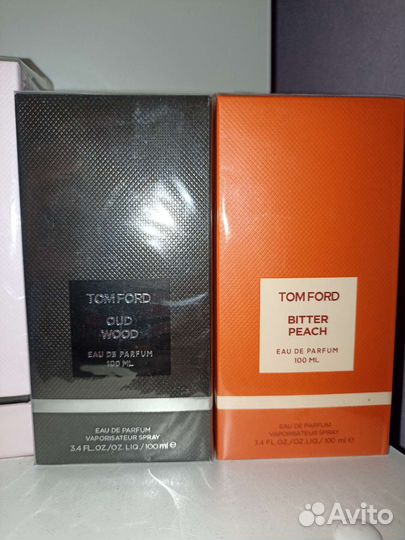 TOM FORD
OUD
WOOD
EAU DE PARFUM
100 ML
EAU DE PARFUM
VAPORISATEUR SPRAY
3.4 FL.OZ./OZ. LIQ./100 ml ℮
TOM FORD
BITTER
PEACH
EAU DE PARFUM
100 ML
EAU DE PARFUM
VAPORISATEUR SPRAY
3.4 FL.OZ./OZ. LIQ./100 ml ℮
Avito